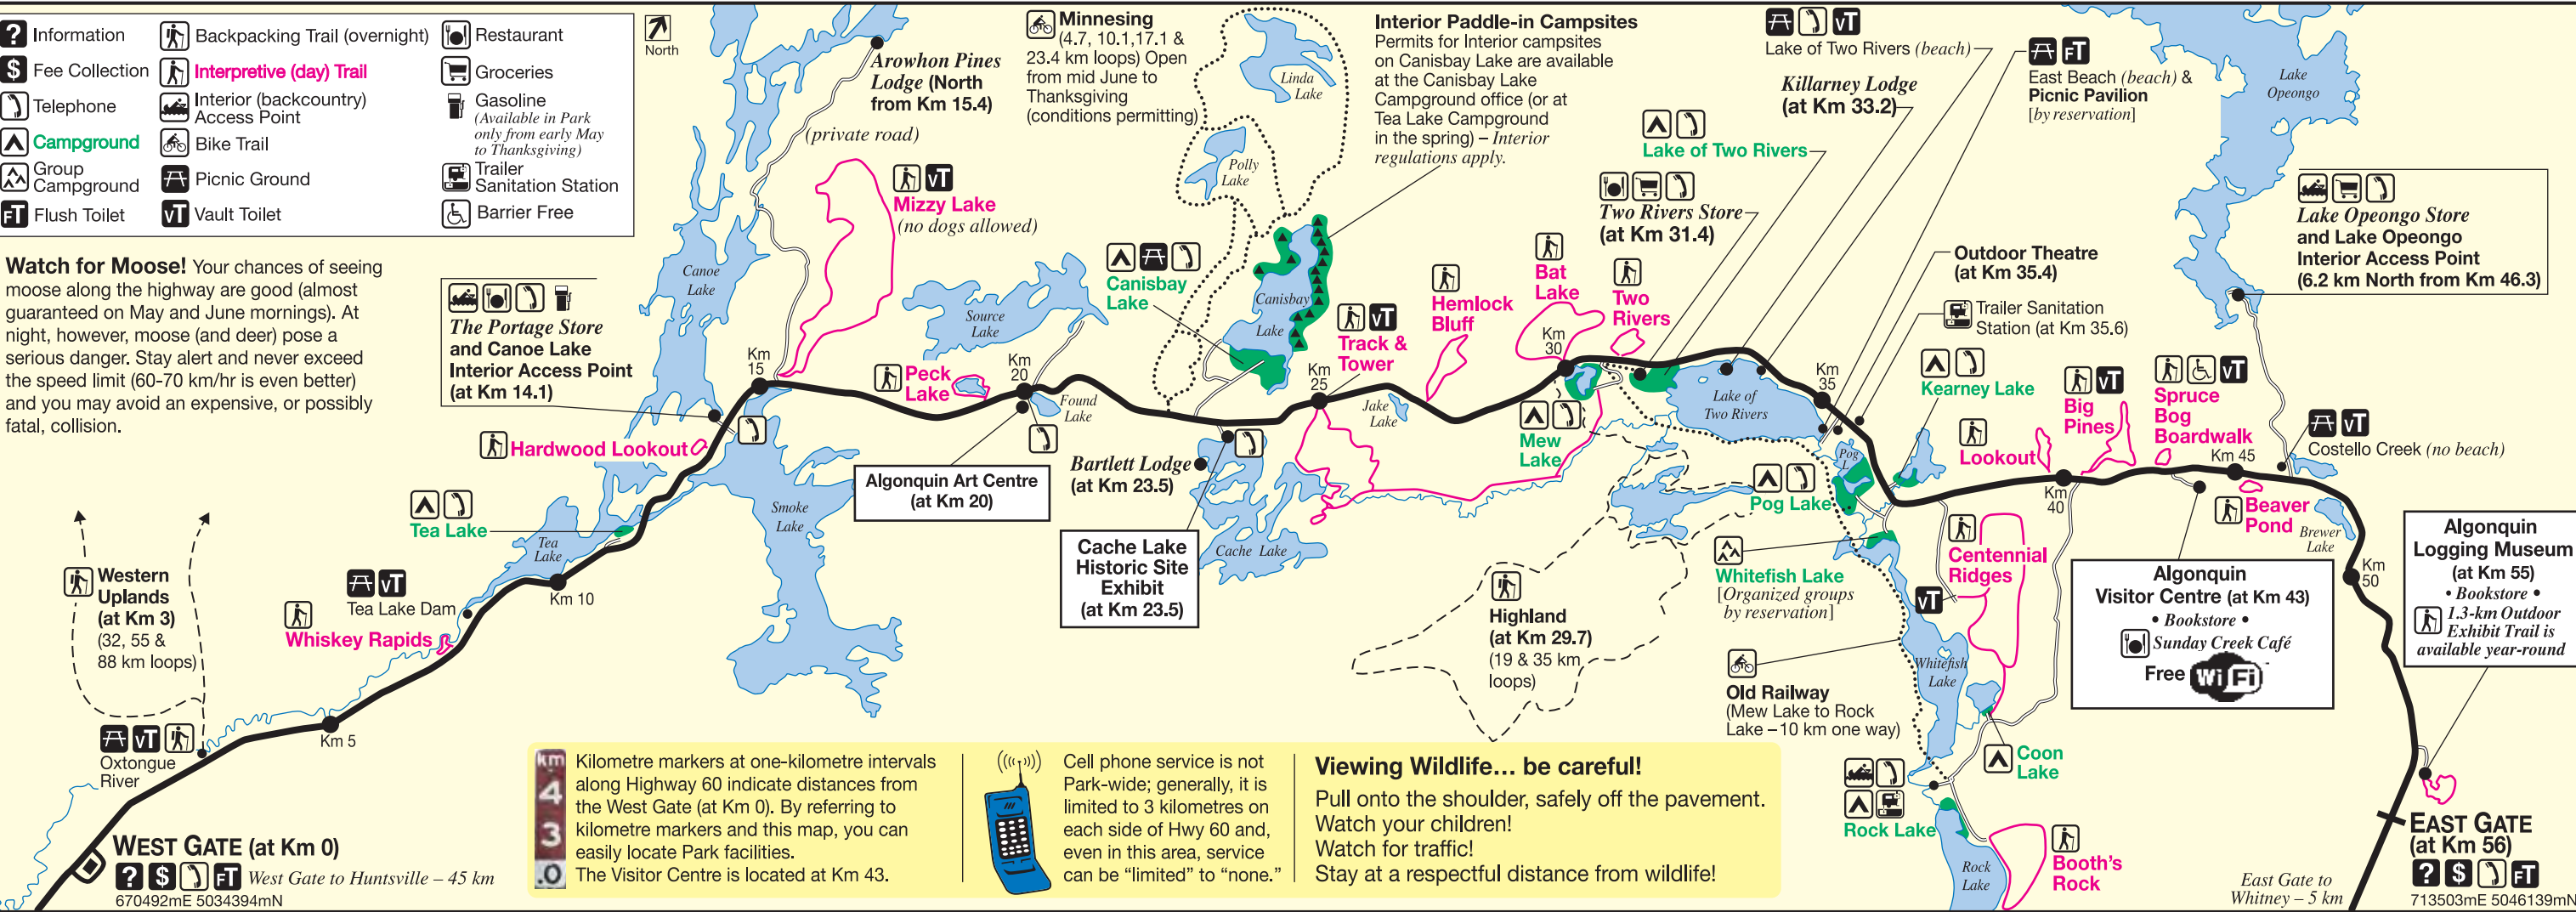 ? Information
$ Fee Collection
Telephone
Campground
Group
Campground
FT Flush Toilet
Backpacking Trail (overnight)
Interpretive (day) Trail
Interior (backcountry)
Access Point
Bike Trail
Picnic Ground
VT Vault Toilet
Restaurant
Groceries
Gasoline
(Available in Park
only from early May
to Thanksgiving)
Trailer
Sanitation Station
Barrier Free
North
Watch for Moose! Your chances of seeing
moose along the highway are good (almost
guaranteed on May and June mornings). At
night, however, moose (and deer) pose a
serious danger. Stay alert and never exceed
the speed limit (60-70 km/hr is even better)
and you may avoid an expensive, or possibly
fatal, collision.
Arowhon Pines
Lodge (North
from Km 15.4)
(private road)
Minnesing
(4.7, 10.1,17.1 &
23.4 km loops) Open
from mid June to
Thanksgiving
(conditions permitting)
Linda
Lake
Polly
Lake
Interior Paddle-in Campsites
Permits for Interior campsites
on Canisbay Lake are available
at the Canisbay Lake
Campground office (or at
Tea Lake Campground
in the spring) – Interior
regulations apply.
VT
Lake of Two Rivers (beach)
Killarney Lodge
(at Km 33.2)
FT
East Beach (beach) &
Picnic Pavilion
[by reservation]
Lake
Opeongo
Lake of Two Rivers
Two Rivers Store
(at Km 31.4)
Lake Opeongo Store
and Lake Opeongo
Interior Access Point
(6.2 km North from Km 46.3)
Outdoor Theatre
(at Km 35.4)
Trailer Sanitation
Station (at Km 35.6)
VT
Mizzy Lake
(no dogs allowed)
Canoe
Lake
The Portage Store
and Canoe Lake
Interior Access Point
(at Km 14.1)
Source
Lake
Canisbay
Lake
Canisbay
Lake
VT
Track &
Tower
Hemlock
Bluff
Bat
Lake
Two
Rivers
Km
15
Peck
Lake
Km
20
Found
Lake
Km
25
Jake
Lake
Km
30
Lake of
Two Rivers
Km
35
Kearney Lake
Hardwood Lookout
Algonquin Art Centre
(at Km 20)
Bartlett Lodge
(at Km 23.5)
Mew
Lake
Pog
L.
Lookout
VT
Big
Pines
VT
Spruce
Bog
Boardwalk
Km 45
VT
Costello Creek (no beach)
Km
40
Beaver
Pond
Brewer
Lake
Km
50
Tea Lake
Tea
Lake
Smoke
Lake
Cache Lake
Cache Lake
Historic Site
Exhibit
(at Km 23.5)
Pog Lake
Whitefish Lake
[Organized groups
by reservation]
Centennial
Ridges
VT
Algonquin
Visitor Centre (at Km 43)
• Bookstore •
Sunday Creek Café
Free Wi Fi
Algonquin
Logging Museum
(at Km 55)
• Bookstore •
1.3-km Outdoor
Exhibit Trail is
available year-round
Western
Uplands
(at Km 3)
(32, 55 &
88 km loops)
VT
Tea Lake Dam
Km 10
Whiskey Rapids
Highland
(at Km 29.7)
(19 & 35 km
loops)
Old Railway
(Mew Lake to Rock
Lake – 10 km one way)
Whitefish
Lake
VT
Oxtongue
River
Km 5
Coon
Lake
Rock Lake
Rock
Lake
Booth's
Rock
WEST GATE (at Km 0)
? $ FT West Gate to Huntsville – 45 km
670492mE 5034394mN
km
4
3
.0
Kilometre markers at one-kilometre intervals
along Highway 60 indicate distances from
the West Gate (at Km 0). By referring to
kilometre markers and this map, you can
easily locate Park facilities.
The Visitor Centre is located at Km 43.
Cell phone service is not
Park-wide; generally, it is
limited to 3 kilometres on
each side of Hwy 60 and,
even in this area, service
can be “limited” to “none.”
Viewing Wildlife... be careful!
Pull onto the shoulder, safely off the pavement.
Watch your children!
Watch for traffic!
Stay at a respectful distance from wildlife!
EAST GATE
(at Km 56)
? $ FT
East Gate to
Whitney – 5 km
713503mE 5046139mN